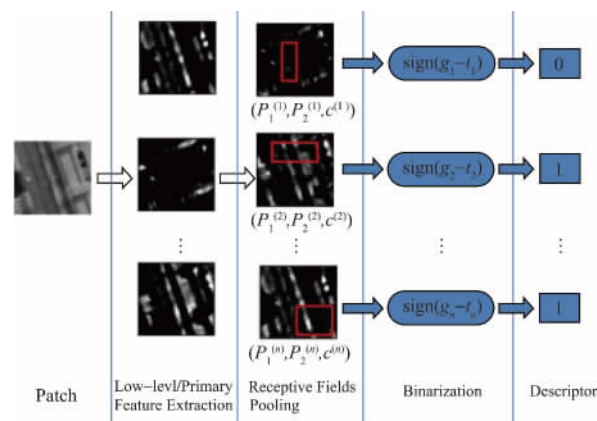 sign(g₁−t₁)
0
(P₁⁽¹⁾,P₂⁽¹⁾,c⁽¹⁾)
sign(g₂−t₂)
1
(P₁⁽²⁾,P₂⁽²⁾,c⁽²⁾)
⋮ ⋮ ⋮ ⋮
sign(gₙ−tₙ)
1
(P₁⁽ⁿ⁾,P₂⁽ⁿ⁾,c⁽ⁿ⁾)
Patch
Low−levl/Primary
Feature Extraction
Receptive Fields
Pooling
Binarization
Descriptor